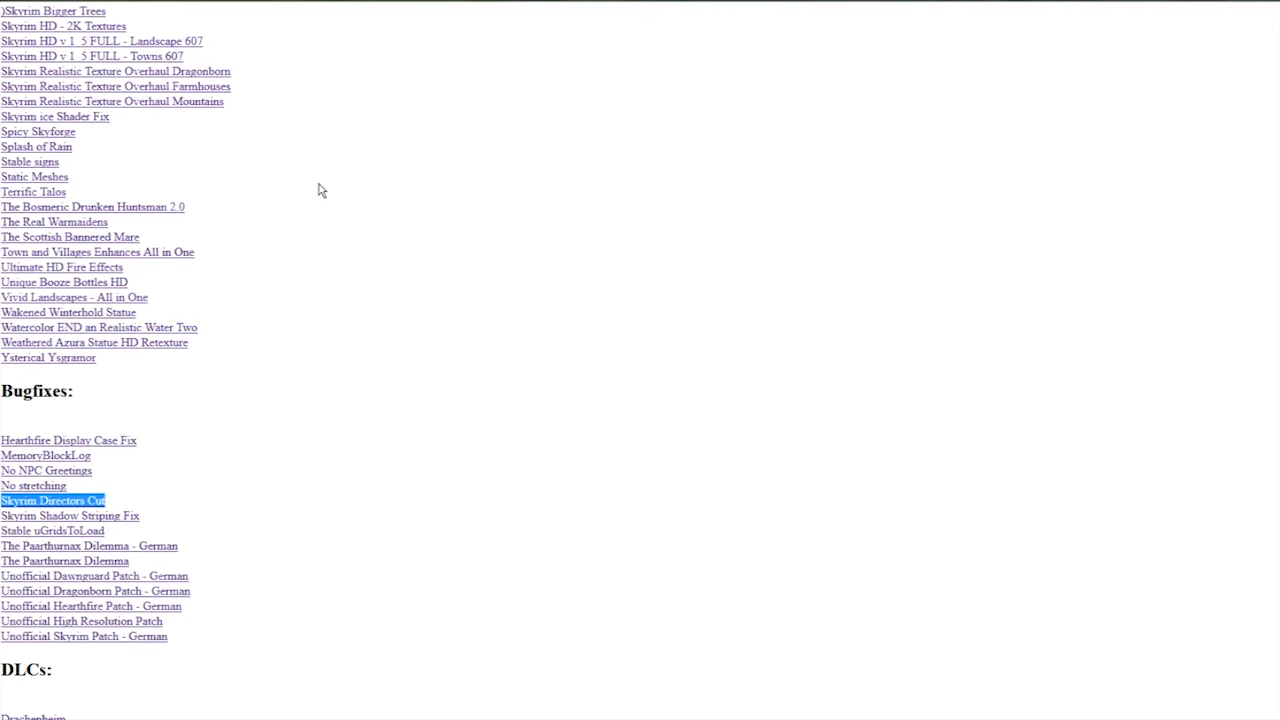 )Skyrim Bigger Trees
Skyrim HD - 2K Textures
Skyrim HD v 1_5 FULL - Landscape 607
Skyrim HD v 1_5 FULL - Towns 607
Skyrim Realistic Texture Overhaul Dragonborn
Skyrim Realistic Texture Overhaul Farmhouses
Skyrim Realistic Texture Overhaul Mountains
Skyrim ice Shader Fix
Spicy Skyforge
Splash of Rain
Stable signs
Static Meshes
Terrific Talos
The Bosmeric Drunken Huntsman 2.0
The Real Warmaidens
The Scottish Bannered Mare
Town and Villages Enhances All in One
Ultimate HD Fire Effects
Unique Booze Bottles HD
Vivid Landscapes - All in One
Wakened Winterhold Statue
Watercolor END an Realistic Water Two
Weathered Azura Statue HD Retexture
Ysterical Ysgramor
Bugfixes:
Hearthfire Display Case Fix
MemoryBlockLog
No NPC Greetings
No stretching
Skyrim Directors Cut
Skyrim Shadow Striping Fix
Stable uGridsToLoad
The Paarthurnax Dilemma - German
The Paarthurnax Dilemma
Unofficial Dawnguard Patch - German
Unofficial Dragonborn Patch - German
Unofficial Hearthfire Patch - German
Unofficial High Resolution Patch
Unofficial Skyrim Patch - German
DLCs:
Drachenheim